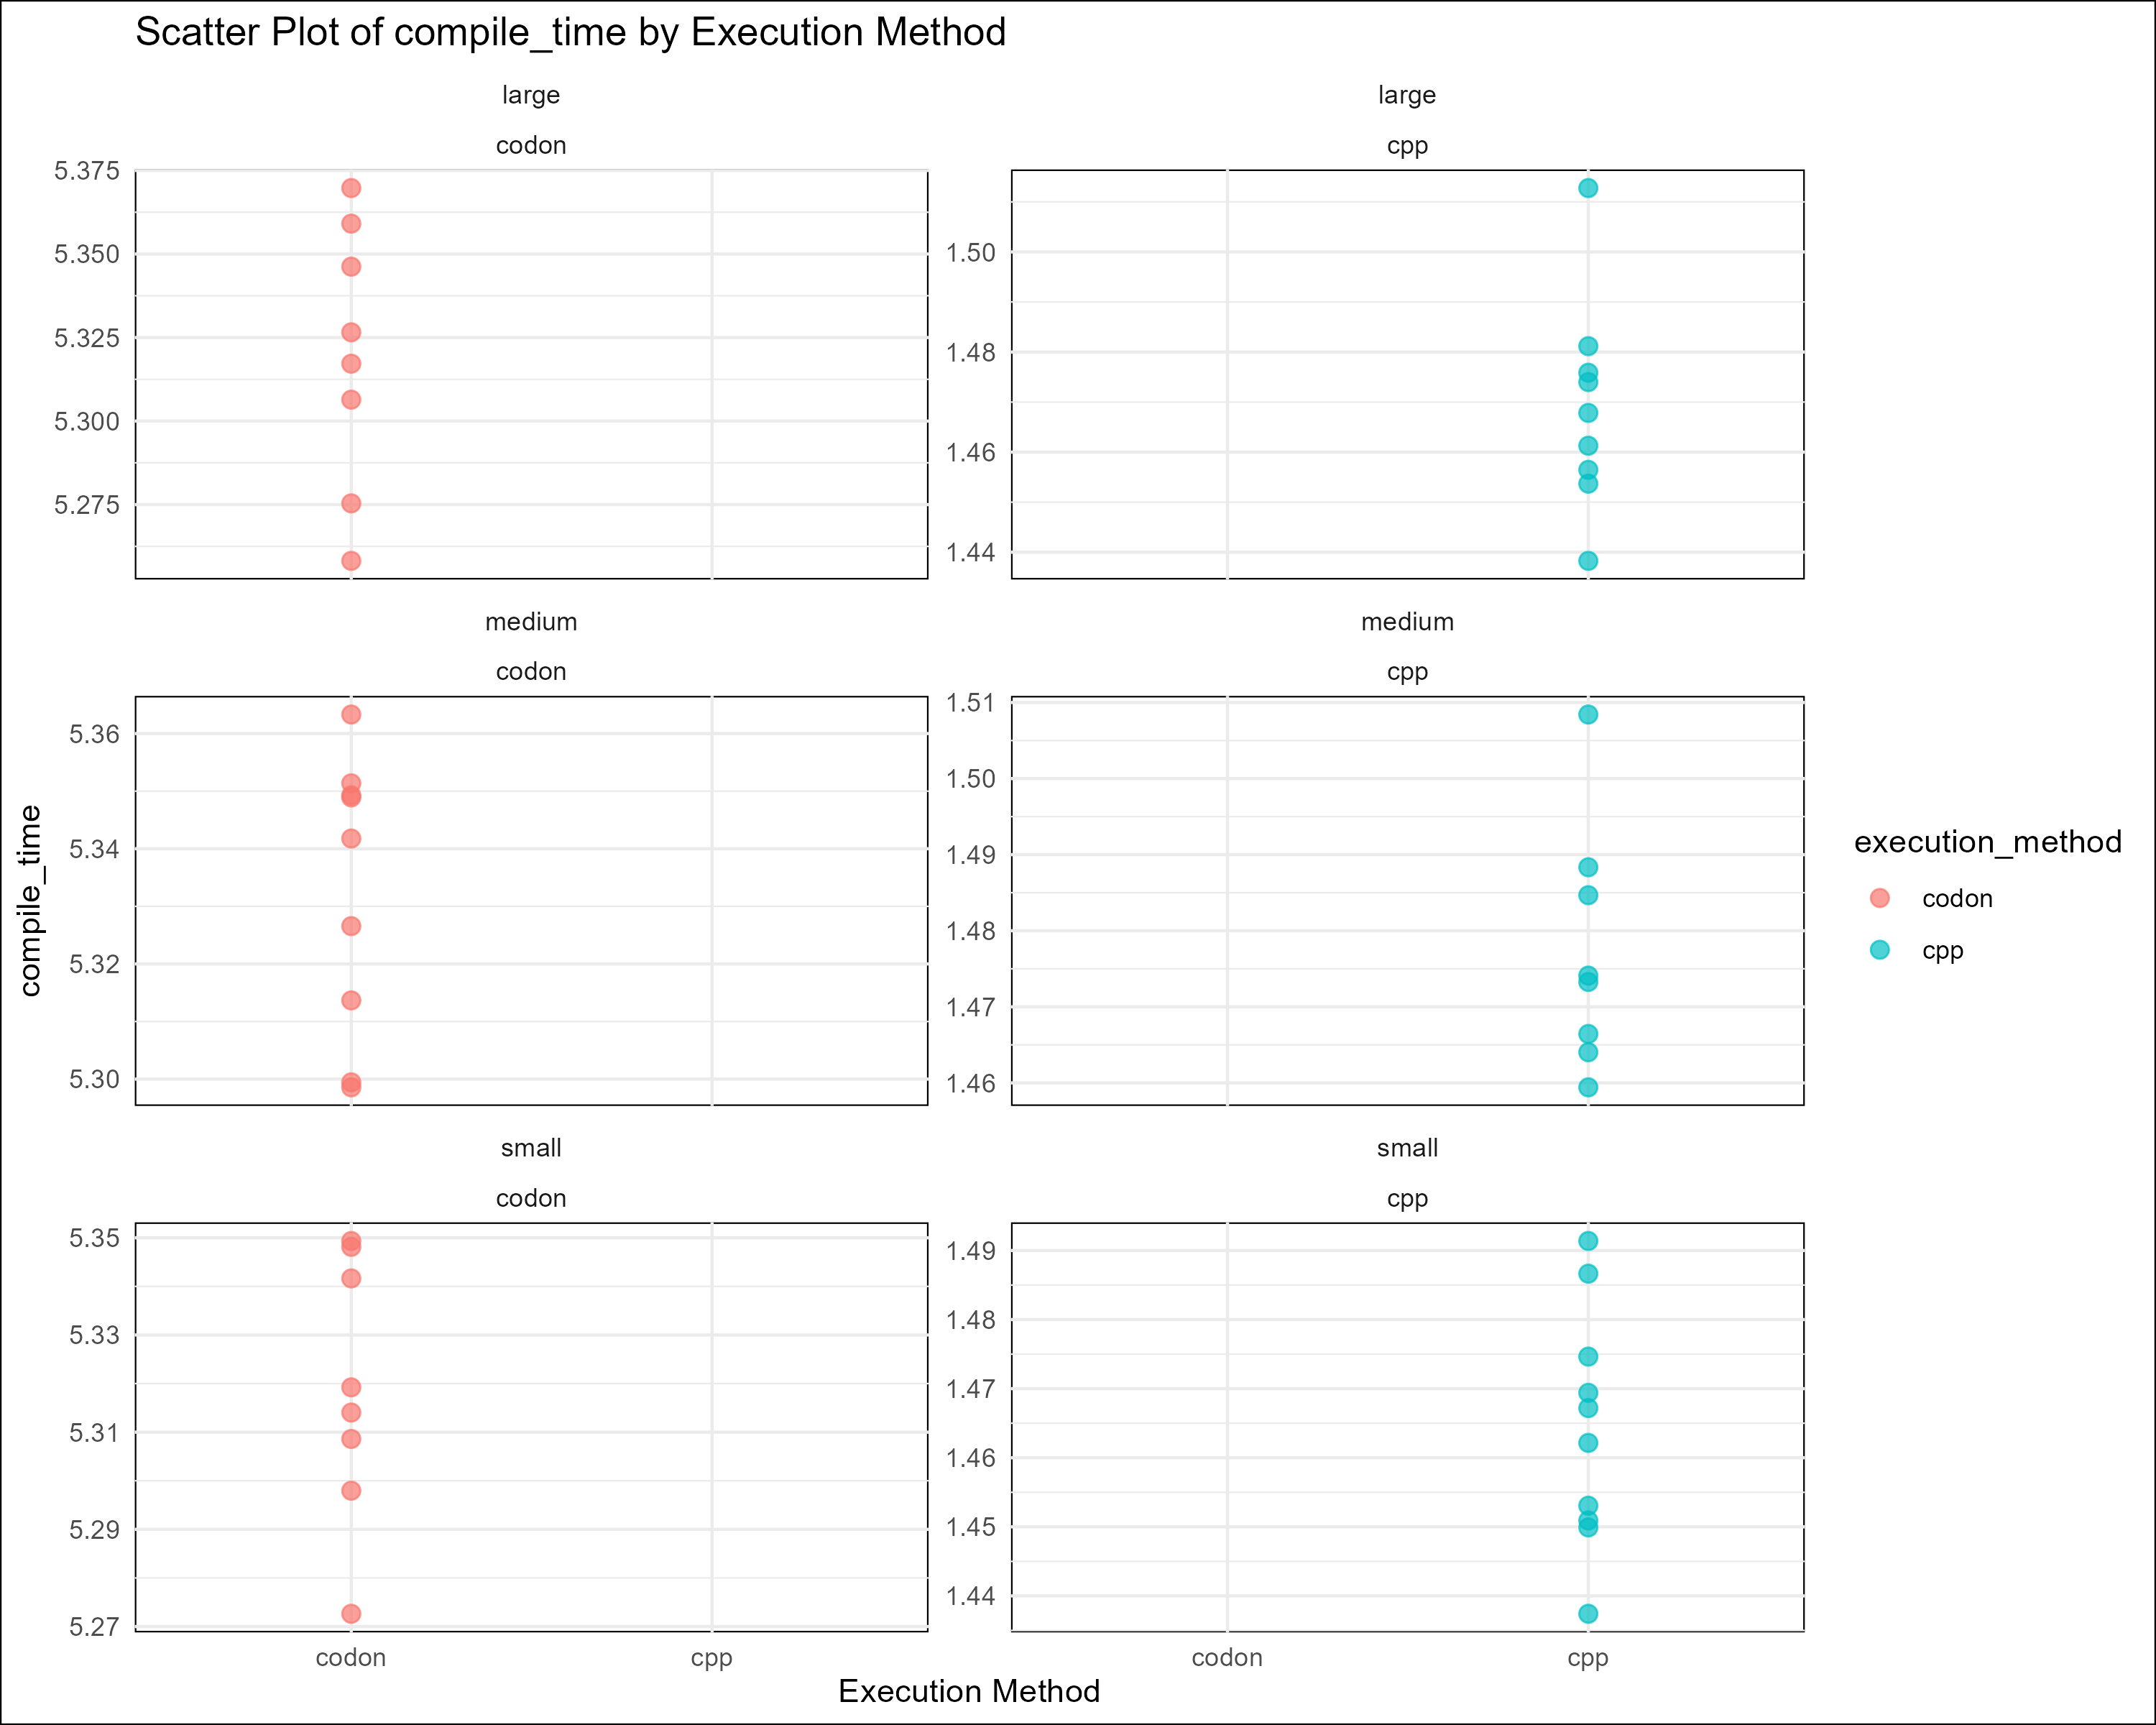 Scatter Plot of compile_time by Execution Method
large
codon
5.375
5.350
5.325
5.300
5.275
large
cpp
1.50
1.48
1.46
1.44
medium
codon
5.36
5.34
5.32
5.30
medium
cpp
1.51
1.50
1.49
1.48
1.47
1.46
small
codon
5.35
5.33
5.31
5.29
5.27
small
cpp
1.49
1.48
1.47
1.46
1.45
1.44
codon cpp
codon cpp
Execution Method
compile_time
execution_method
codon
cpp